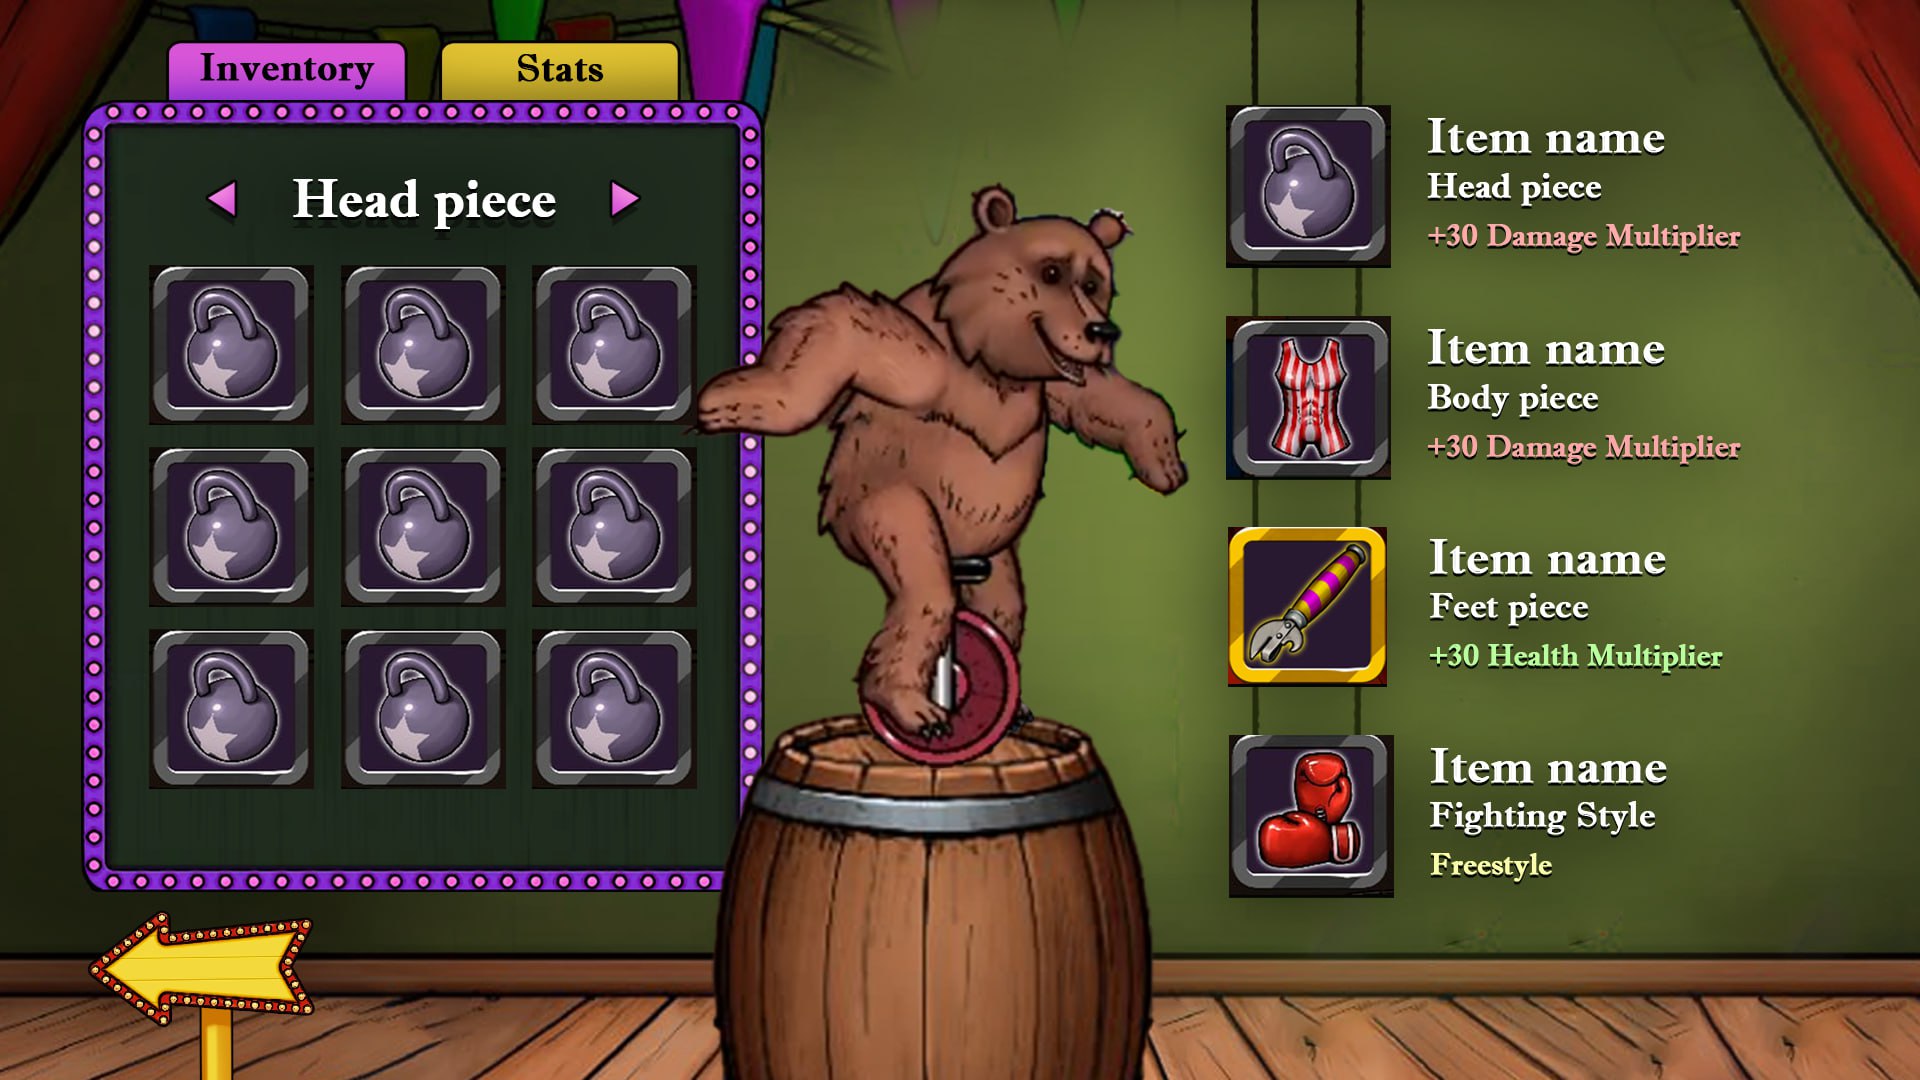 Inventory
Stats
Head piece
Item name
Head piece
+30 Damage Multiplier
Item name
Body piece
+30 Damage Multiplier
Item name
Feet piece
+30 Health Multiplier
Item name
Fighting Style
Freestyle